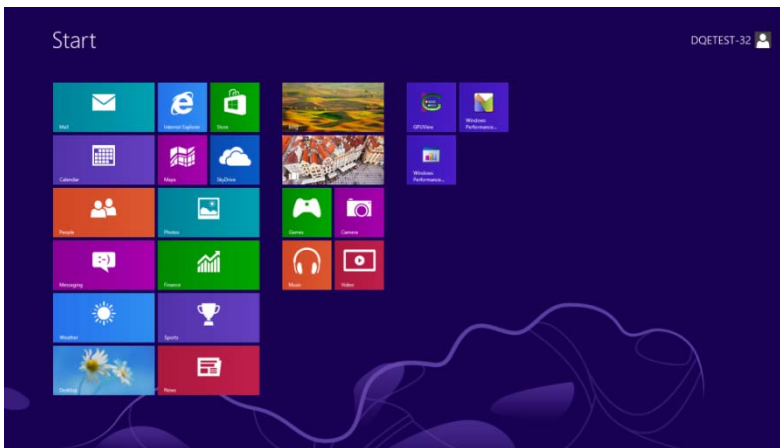 Start
DQETEST-32
Mail
Internet Explorer
Store
Bing
GPUView
Windows
Performance...
Calendar
Maps
SkyDrive
Windows
Performance...
People
Photos
Games
Camera
Messaging
Finance
Music
Video
Weather
Sports
Desktop
News